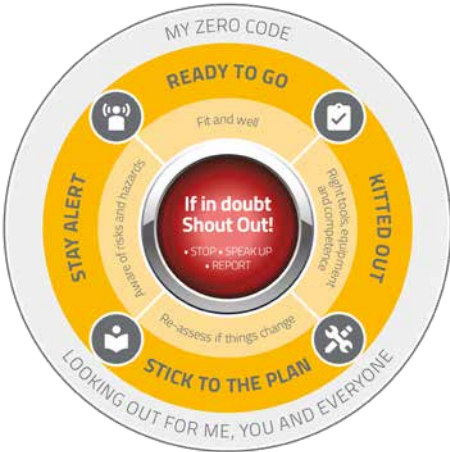 MY ZERO CODE
READY TO GO
Fit and well
KITTED OUT
Right tools, equipment
and competence
STICK TO THE PLAN
Re-assess if things change
STAY ALERT
Aware of risks and hazards
If in doubt
Shout Out!
• STOP • SPEAK UP
• REPORT
LOOKING OUT FOR ME, YOU AND EVERYONE